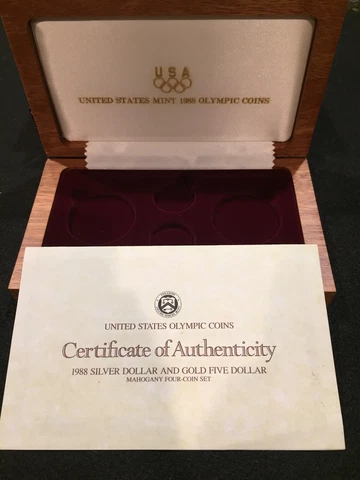 USA
UNITED STATES MINT 1988 OLYMPIC COINS
UNITED STATES OLYMPIC COINS
Certificate of Authenticity
1988 SILVER DOLLAR AND GOLD FIVE DOLLAR
MAHOGANY FOUR-COIN SET